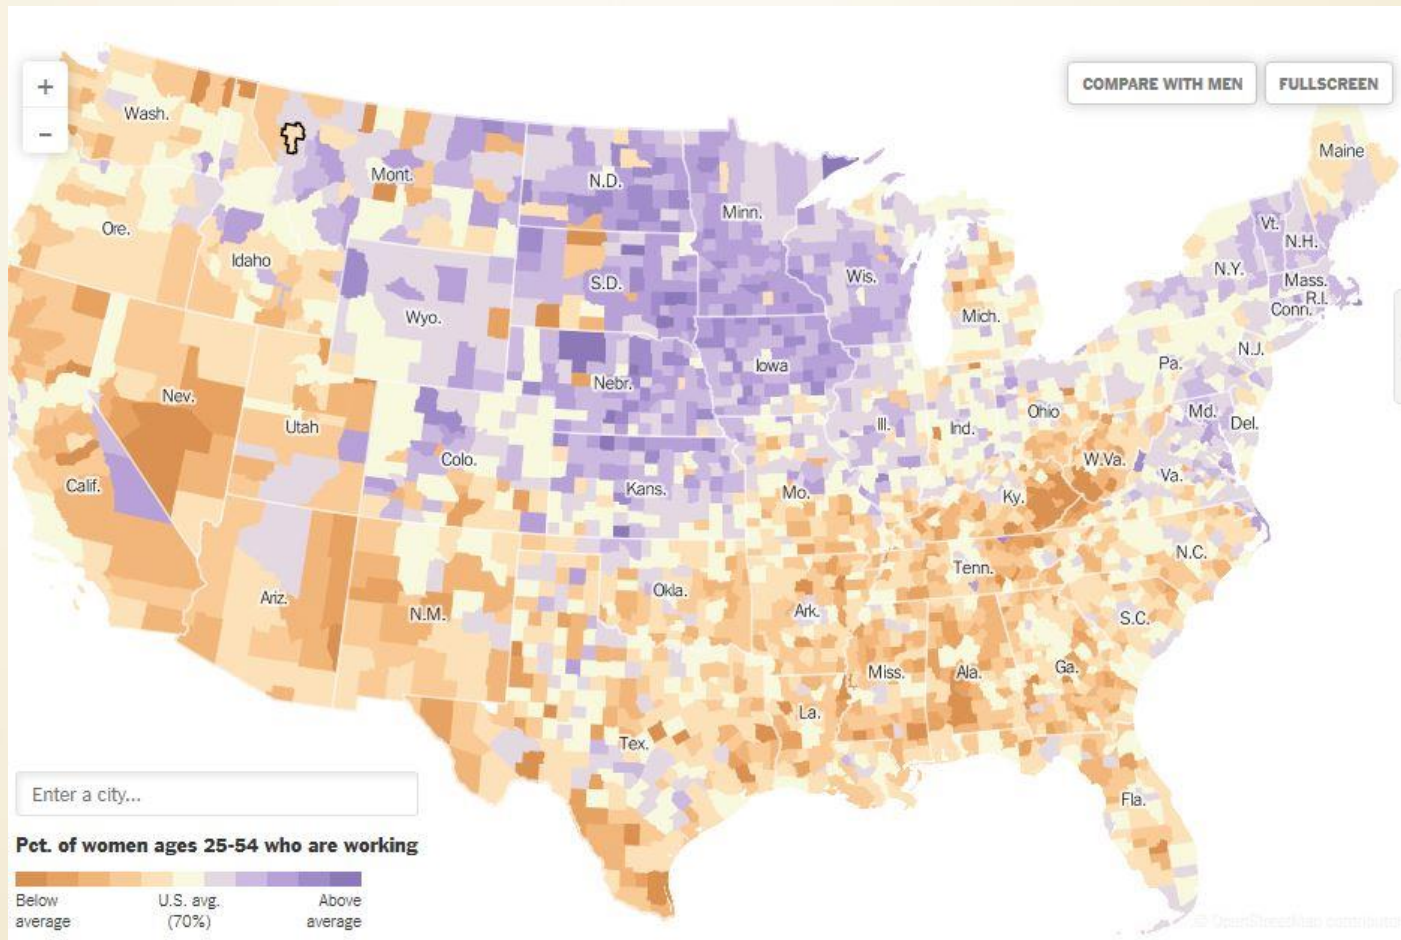 +
−
COMPARE WITH MEN
FULLSCREEN
Wash.
Mont.
N.D.
Minn.
Maine
Ore.
Idaho
S.D.
Wis.
Vt.
N.H.
N.Y.
Mass.
R.I.
Conn.
Wyo.
Mich.
Iowa
Pa.
N.J.
Nev.
Nebr.
Utah
Ohio
Md.
Del.
Ill.
Ind.
Colo.
W.Va.
Va.
Calif.
Kans.
Mo.
Ky.
N.C.
Tenn.
Ariz.
N.M.
Okla.
Ark.
S.C.
Miss.
Ala.
Ga.
La.
Tex.
Fla.
Enter a city...
Pct. of women ages 25-54 who are working
Below average
U.S. avg. (70%)
Above average
© OpenStreetMap contributors